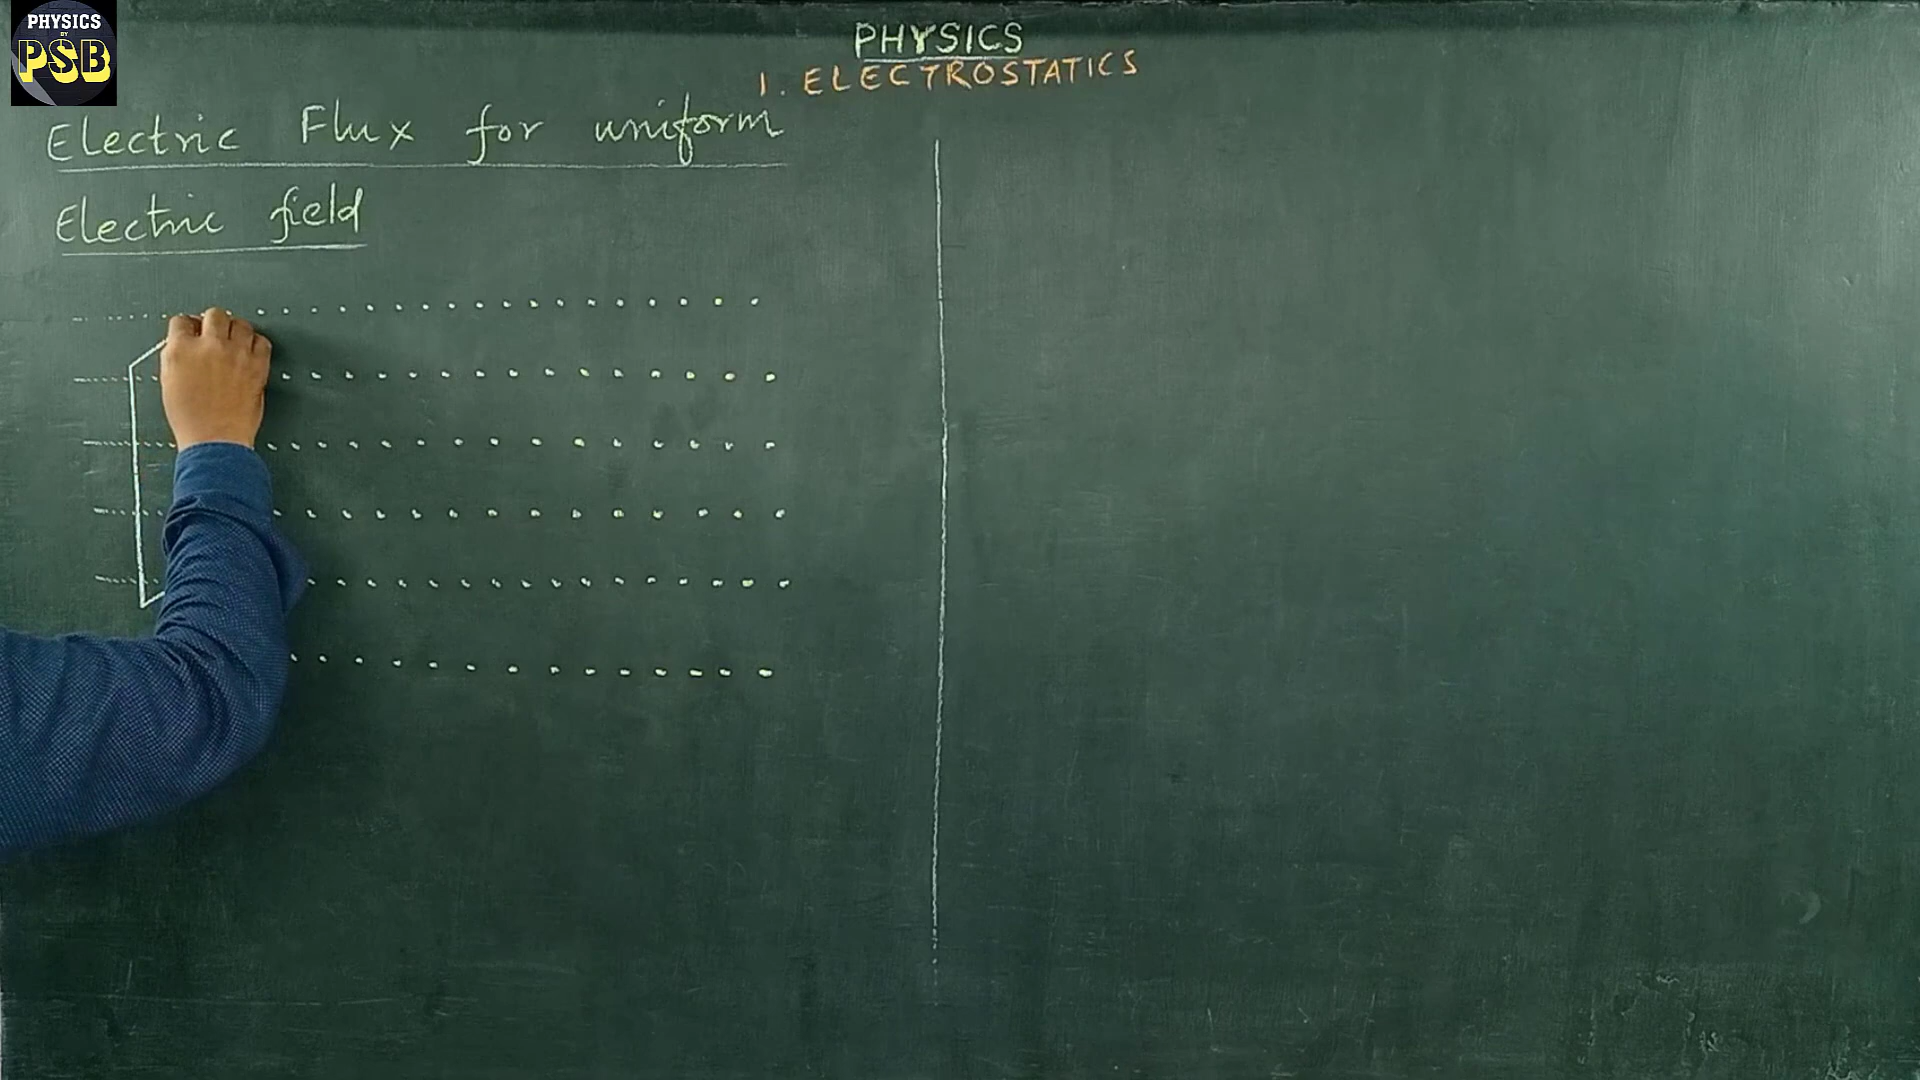 PHYSICS
BY
PSB
PHYSICS
1. ELECTROSTATICS
Electric Flux for uniform
Electric field